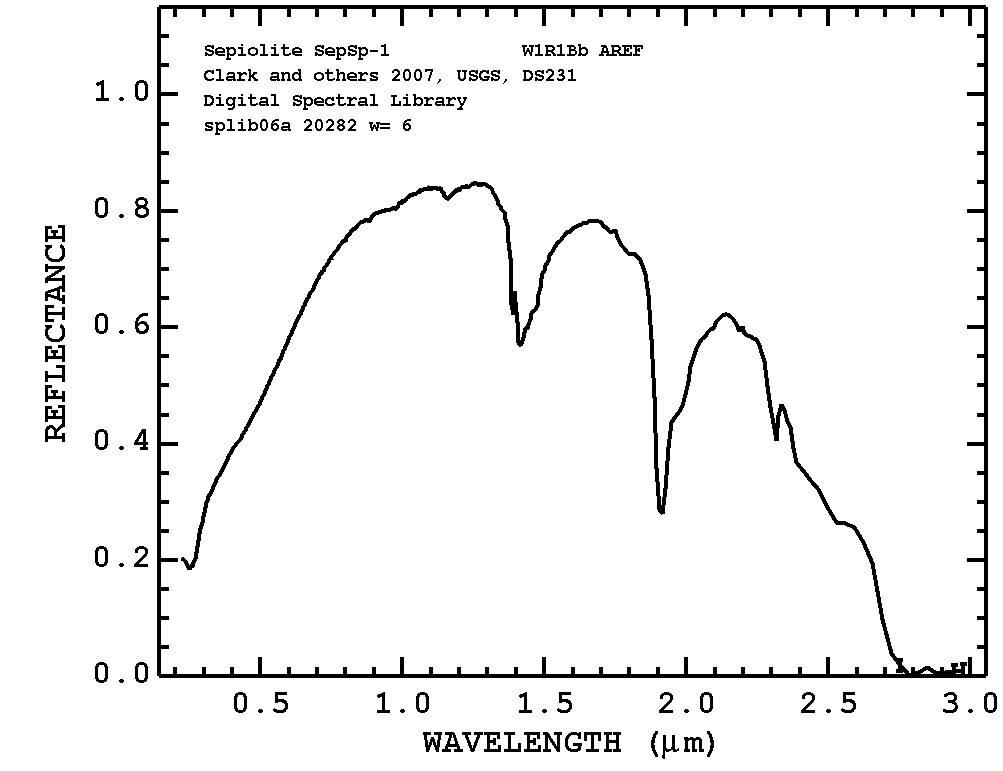 Sepiolite SepSp-1 W1R1Bb AREF
Clark and others 2007, USGS, DS231
Digital Spectral Library
splib06a 20282 w= 6
1.0
0.8
0.6
0.4
0.2
0.0
REFLECTANCE
0.5 1.0 1.5 2.0 2.5 3.0
WAVELENGTH (μm)